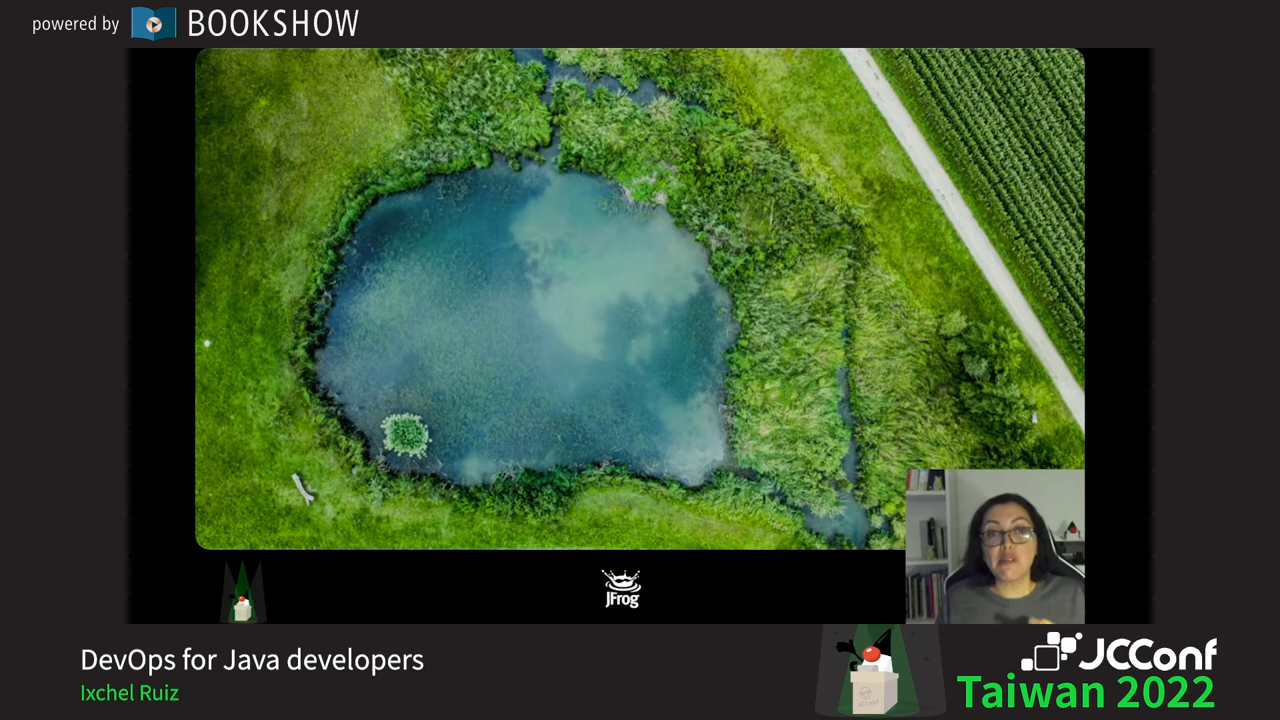 powered by BOOKSHOW
JFrog
DevOps for Java developers
Ixchel Ruiz
JCConf
Taiwan 2022